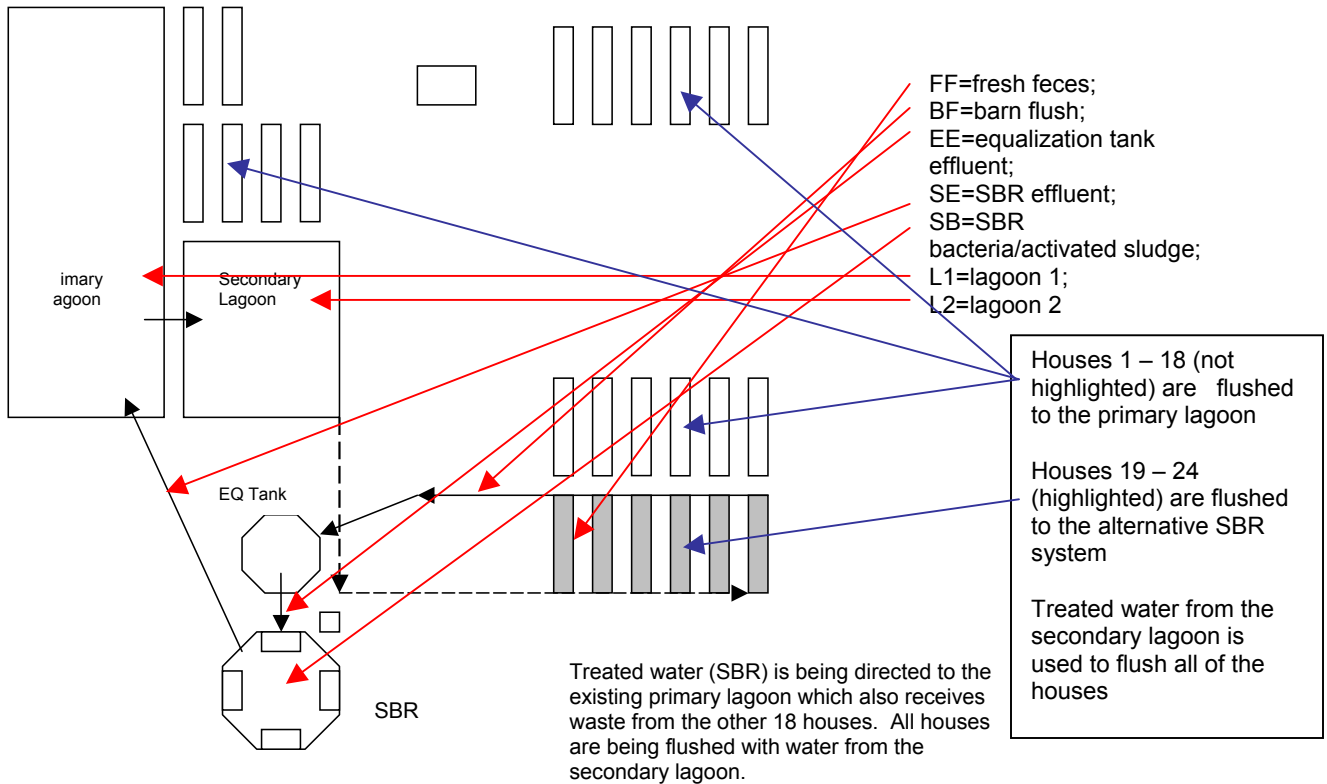 FF=fresh feces;
BF=barn flush;
EE=equalization tank
effluent;
SE=SBR effluent;
SB=SBR
bacteria/activated sludge;
L1=lagoon 1;
L2=lagoon 2
imary
agoon
Secondary
Lagoon
Houses 1 – 18 (not
highlighted) are flushed
to the primary lagoon
Houses 19 – 24
(highlighted) are flushed
to the alternative SBR
system
Treated water from the
secondary lagoon is
used to flush all of the
houses
EQ Tank
SBR
Treated water (SBR) is being directed to the
existing primary lagoon which also receives
waste from the other 18 houses. All houses
are being flushed with water from the
secondary lagoon.